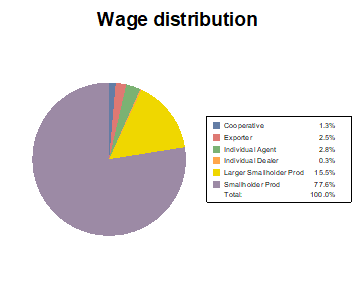 Wage distribution
Cooperative 1.3%
Exporter 2.5%
Individual Agent 2.8%
Individual Dealer 0.3%
Larger Smallholder Prod 15.5%
Smallholder Prod 77.6%
Total: 100.0%